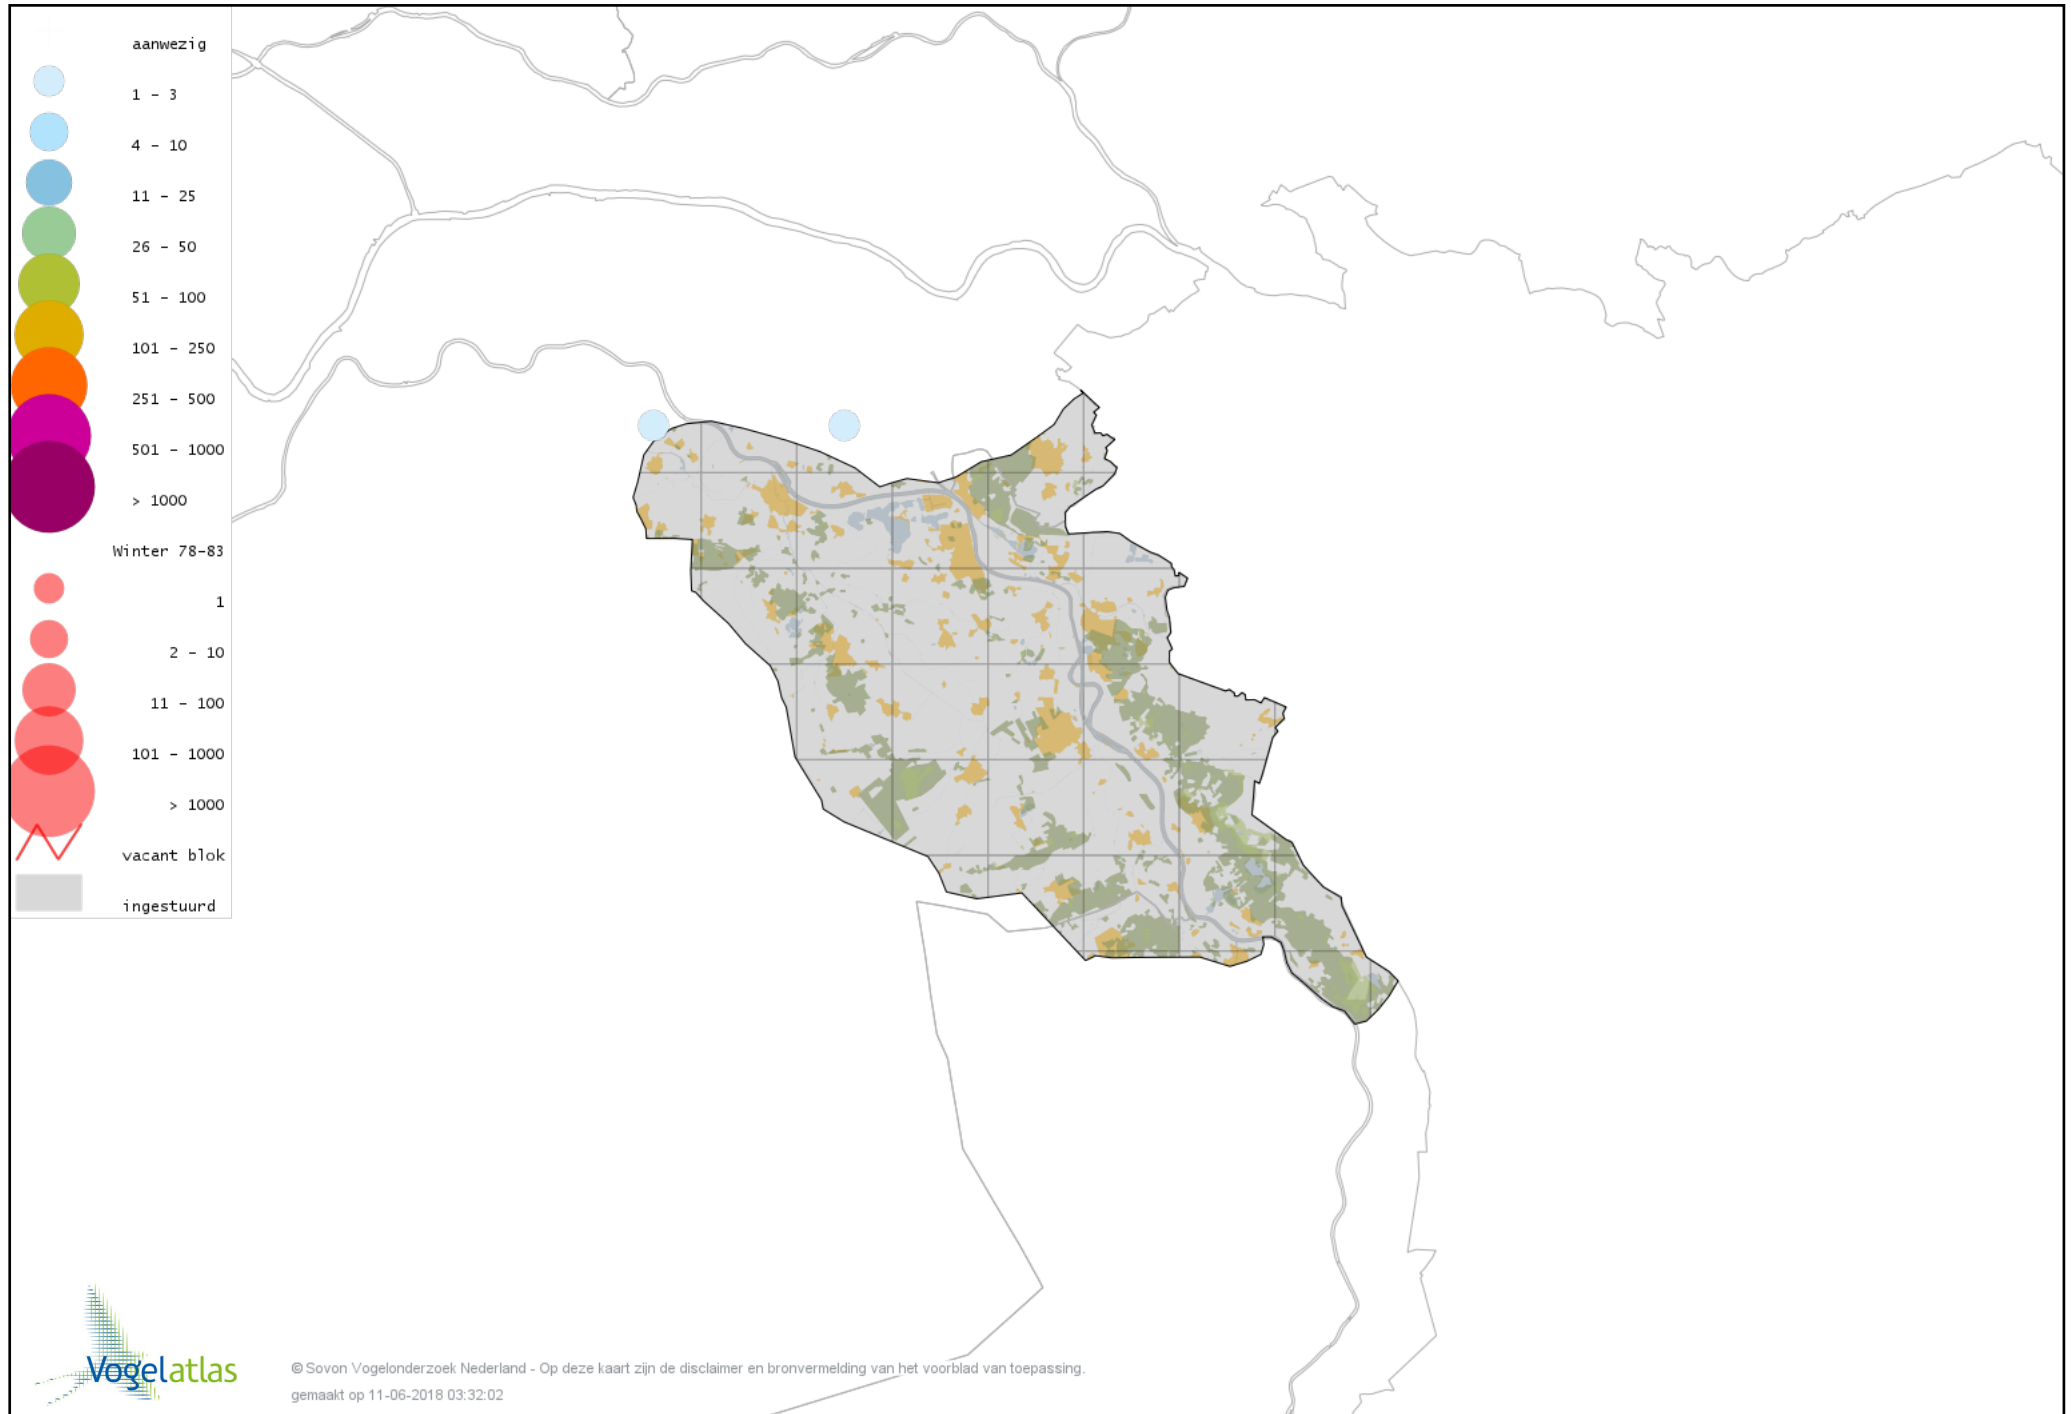 aanwezig
1 - 3
4 - 10
11 - 25
26 - 50
51 - 100
101 - 250
251 - 500
501 - 1000
> 1000
Winter 78-83
1
2 - 10
11 - 100
101 - 1000
> 1000
vacant blok
ingestuurd
Vogelatlas
© Sovon Vogelonderzoek Nederland - Op deze kaart zijn de disclaimer en bronvermelding van het voorblad van toepassing.
gemaakt op 11-06-2018 03:32:02